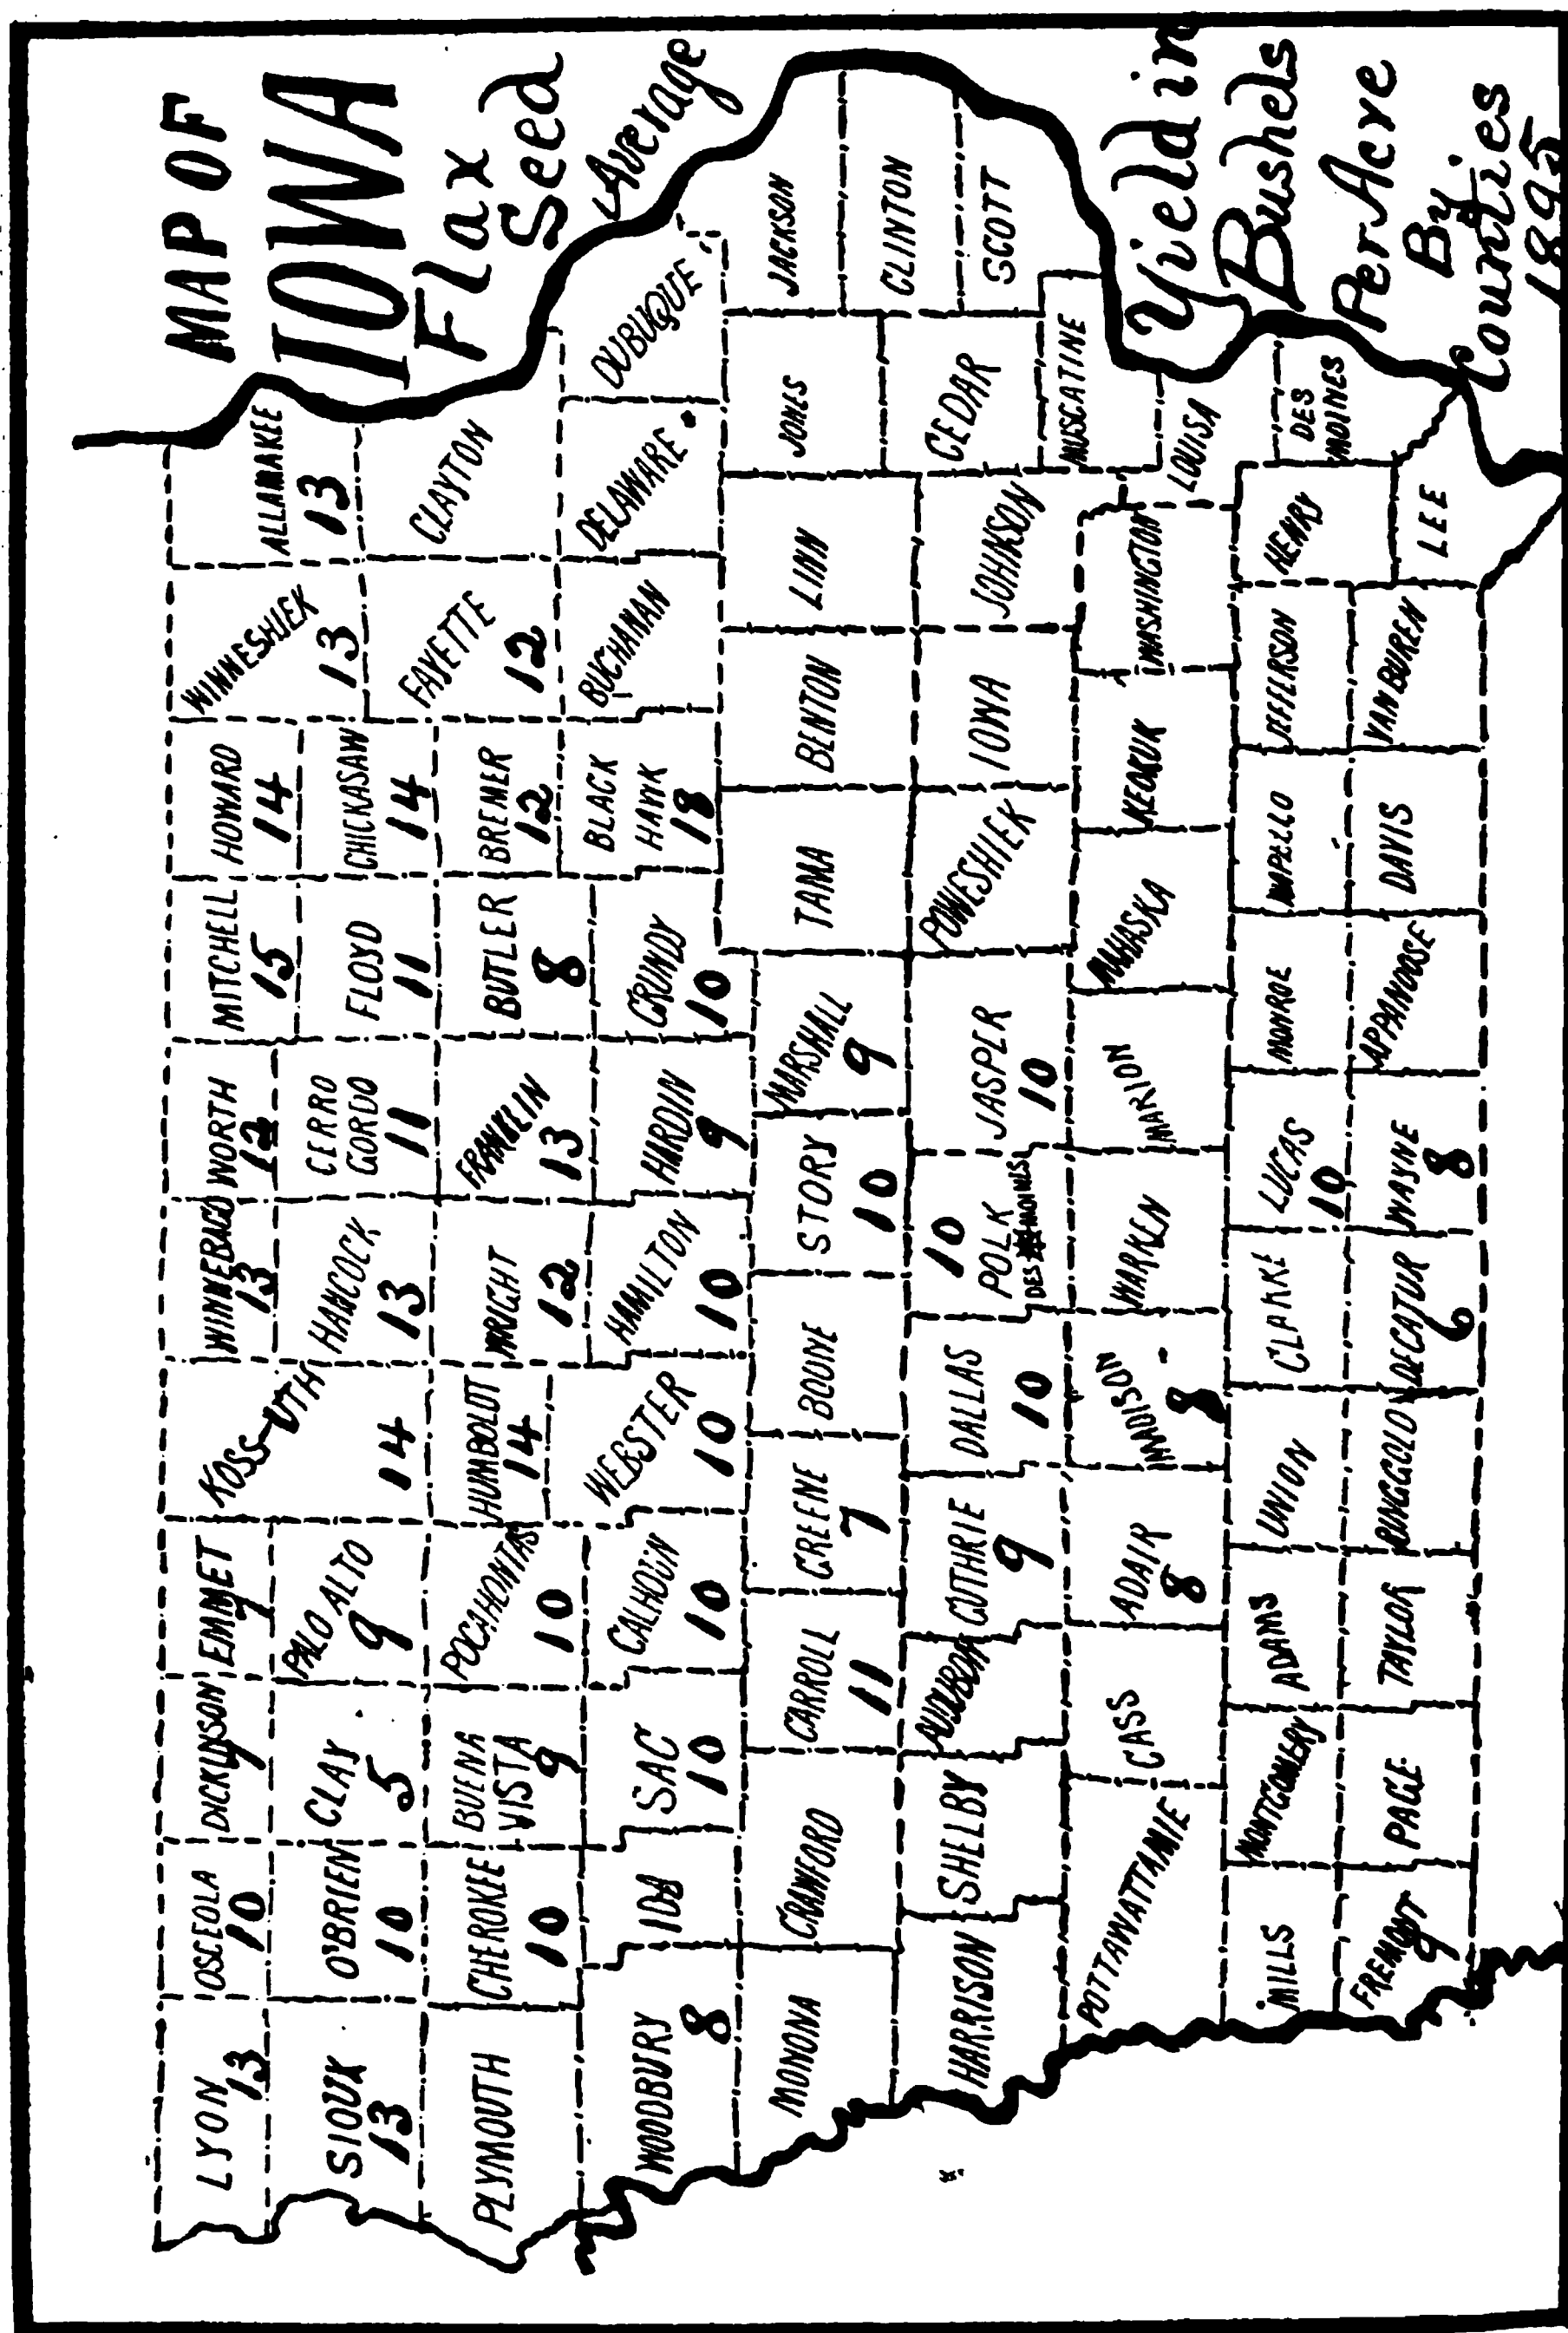 MAP OF
IOWA
Flax
Seed
Average
Yield in
Bushels
Per Acre
By
Counties
1895
LYON
13
OSCEOLA
10
DICKINSON
7
EMMET
7
KOSSUTH
14
WINNEBAGO
13
WORTH
12
MITCHELL
15
HOWARD
14
WINNESHIEK
13
ALLAMAKEE
13
SIOUX
13
O'BRIEN
10
CLAY
5
PALO ALTO
9
HANCOCK
13
CERRO
GORDO
11
FLOYD
11
CHICKASAW
14
FAYETTE
12
CLAYTON
PLYMOUTH
CHEROKEE
10
BUENA
VISTA
9
POCAHONTAS
10
HUMBOLDT
14
WRIGHT
12
FRANKLIN
13
BUTLER
8
BREMER
12
WOODBURY
8
IDA
SAC
10
CALHOUN
10
WEBSTER
10
HAMILTON
10
HARDIN
9
GRUNDY
10
BLACK
HAWK
18
BUCHANAN
DELAWARE
DUBUQUE
MONONA
CRAWFORD
CARROLL
11
GREENE
7
BOONE
STORY
10
MARSHALL
9
TAMA
BENTON
LINN
JONES
JACKSON
CLINTON
HARRISON
SHELBY
AUDUBON
GUTHRIE
9
DALLAS
10
10
POLK
DES MOINES
JASPER
10
POWESHIEK
IOWA
JOHNSON
CEDAR
SCOTT
MUSCATINE
POTTAWATTAMIE
CASS
ADAIR
8
MADISON
8
WARREN
MARION
MAHASKA
KEOKUK
WASHINGTON
LOUISA
MILLS
MONTGOMERY
ADAMS
UNION
CLARKE
LUCAS
10
MONROE
WAPELLO
JEFFERSON
HENRY
DES
MOINES
FREMONT
9
PAGE
TAYLOR
RINGGOLD
DECATUR
6
WAYNE
8
APPANOOSE
DAVIS
VAN BUREN
LEE